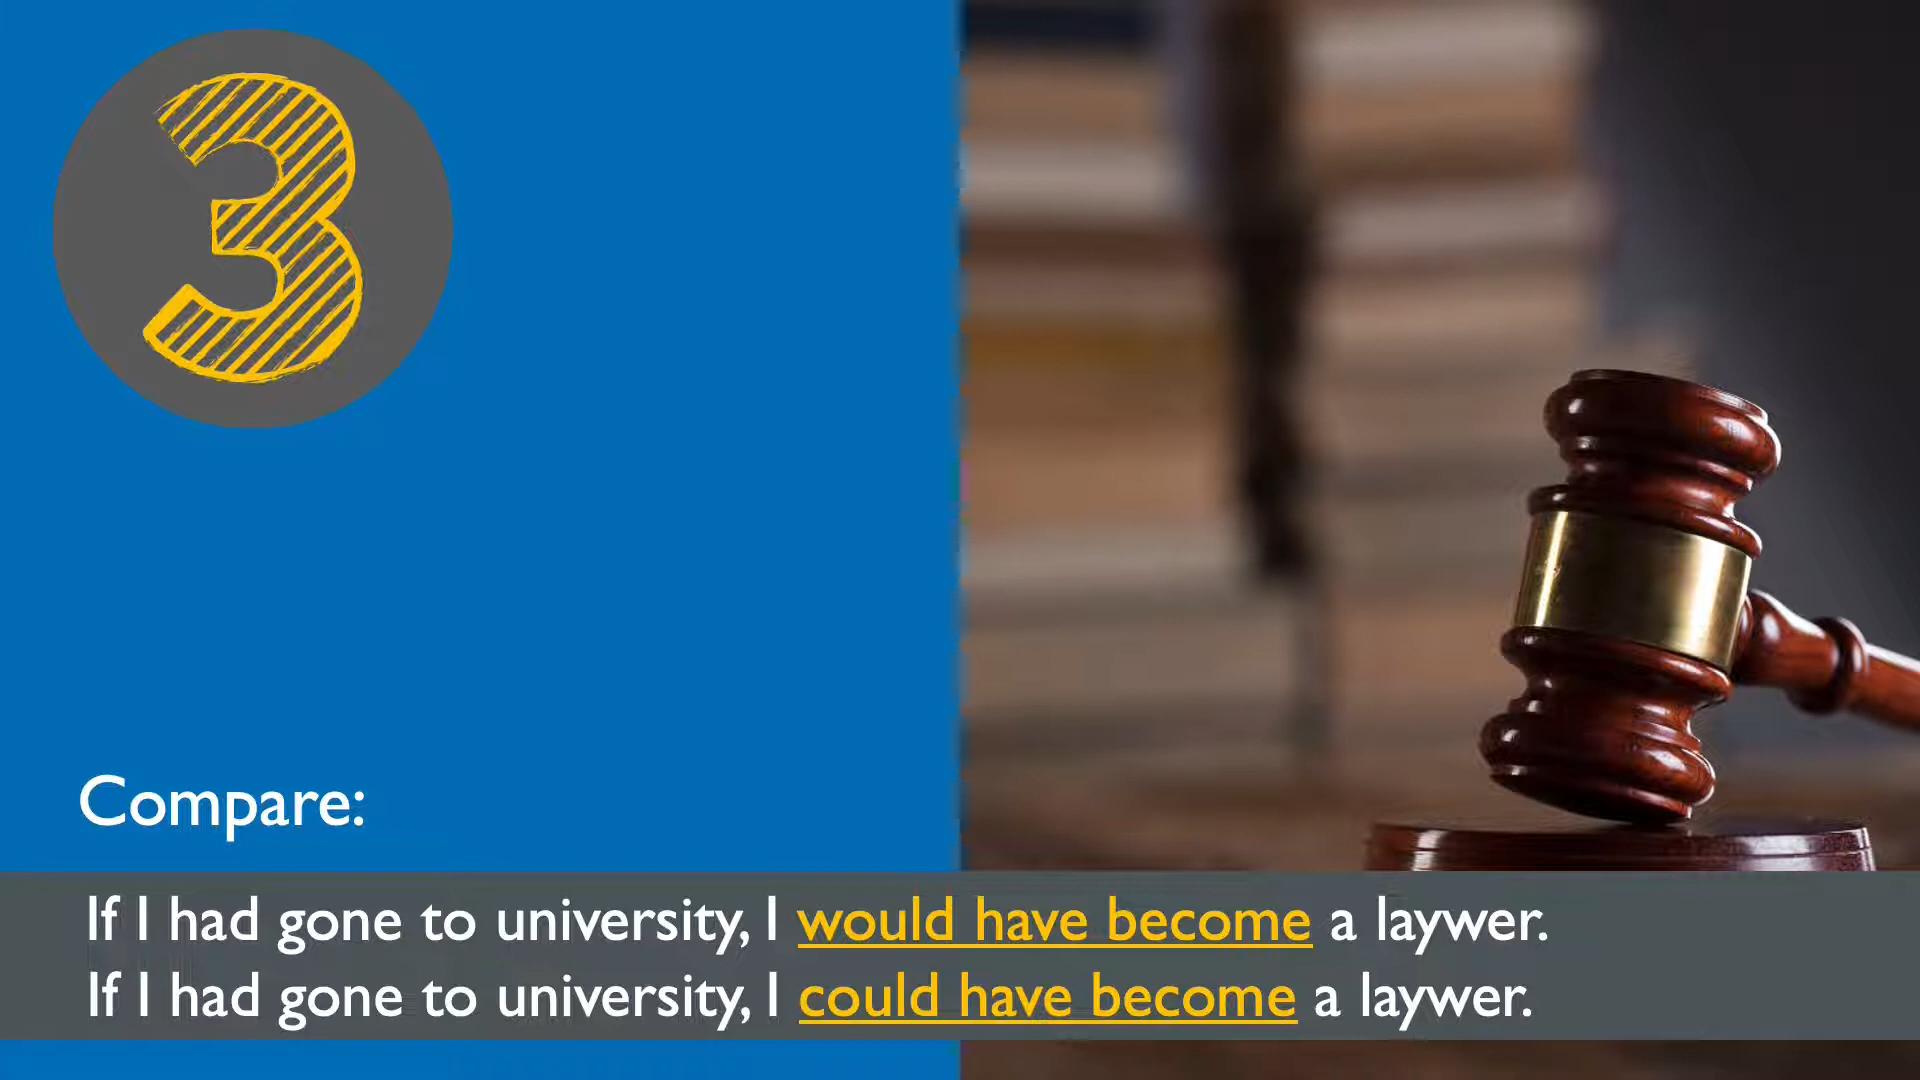 3
Compare:
If I had gone to university, I would have become a laywer.
If I had gone to university, I could have become a laywer.